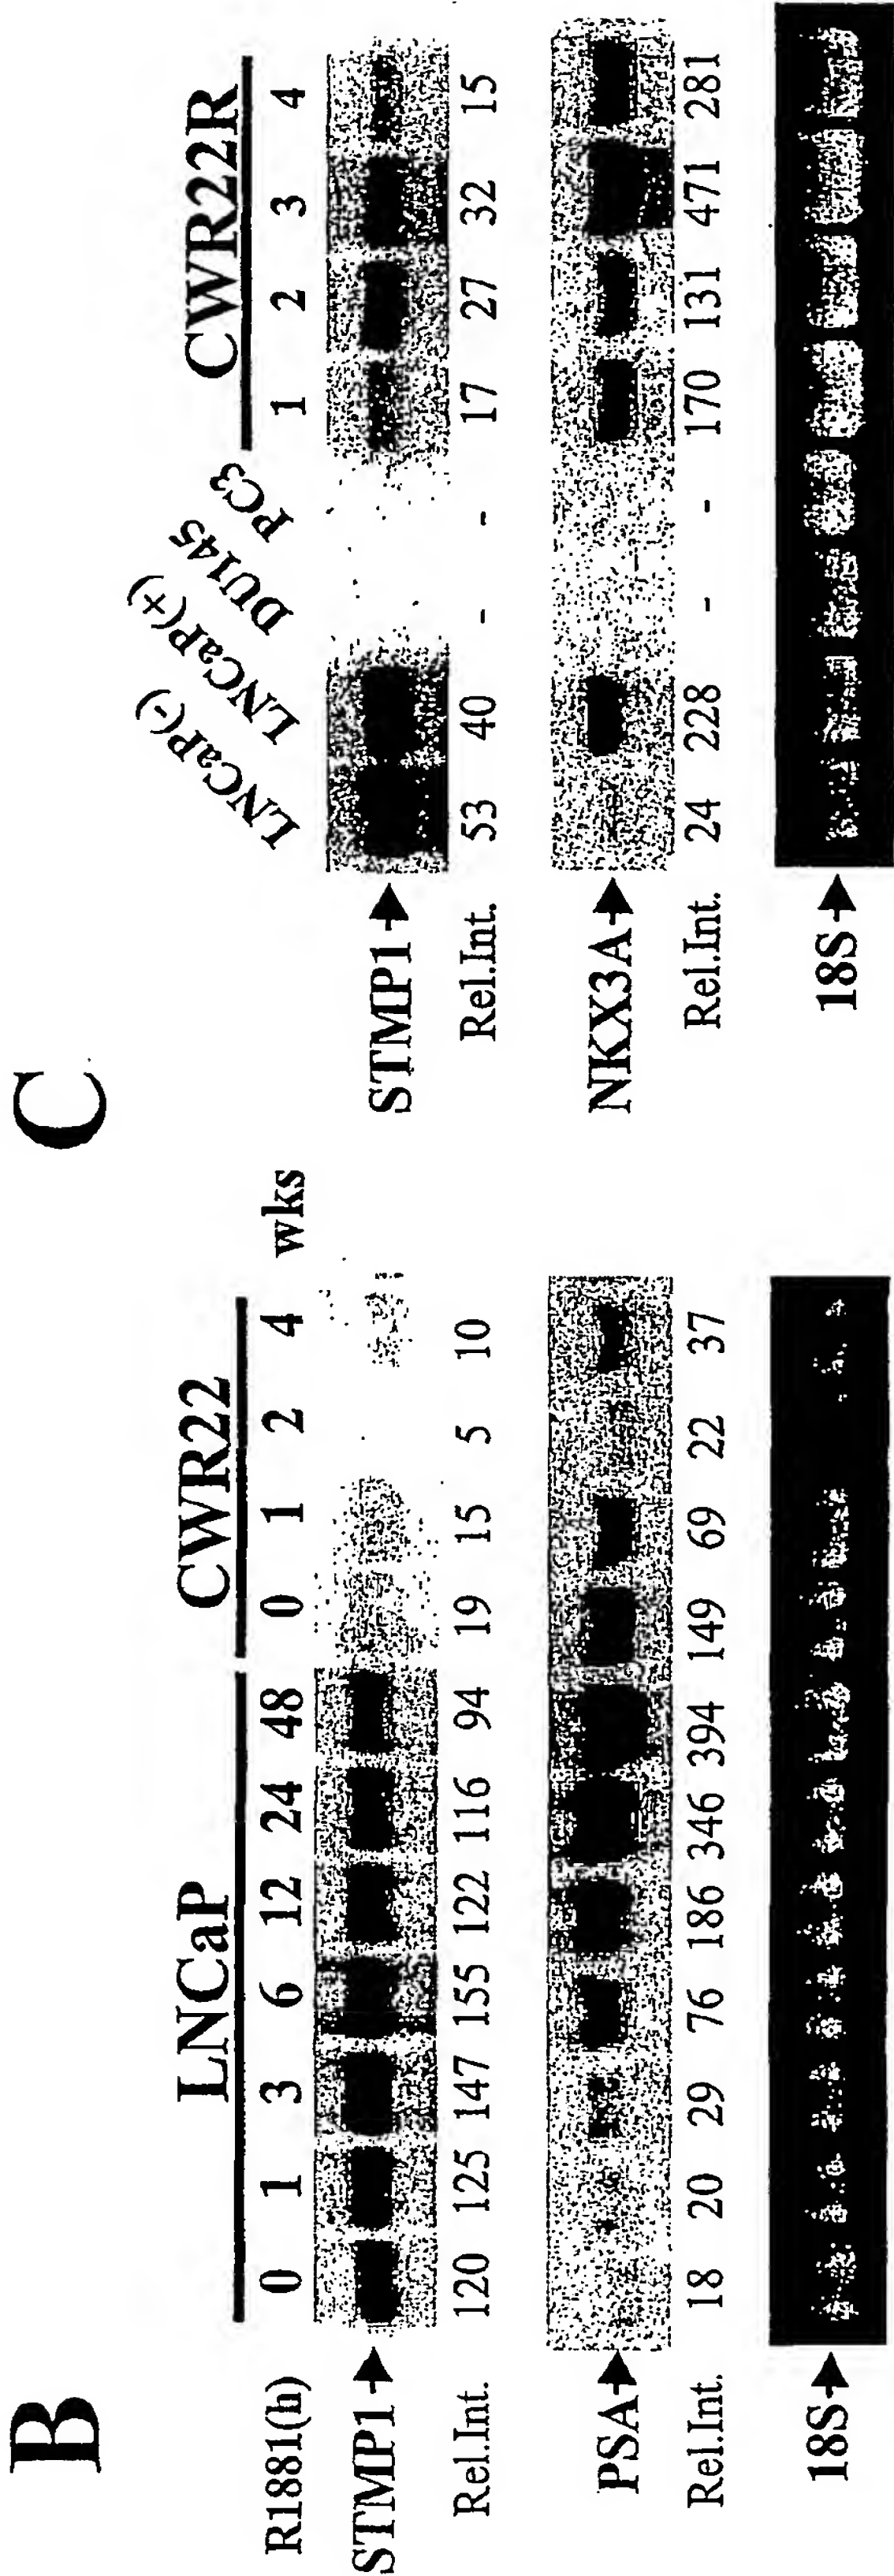 B
LNCaP CWR22
R1881(h) 0 1 3 6 12 24 48 0 1 2 4 wks
STMP1
Rel.Int. 120 125 147 155 122 116 94 19 15 5 10
PSA
Rel.Int. 18 20 29 76 186 346 394 149 69 22 37
18S
C
LNCaP(-) LNCaP(+) DU145 PC3 CWR22R
1 2 3 4
STMP1
Rel.Int. 53 40 - - 17 27 32 15
NKX3A
Rel.Int. 24 228 - - 170 131 471 281
18S